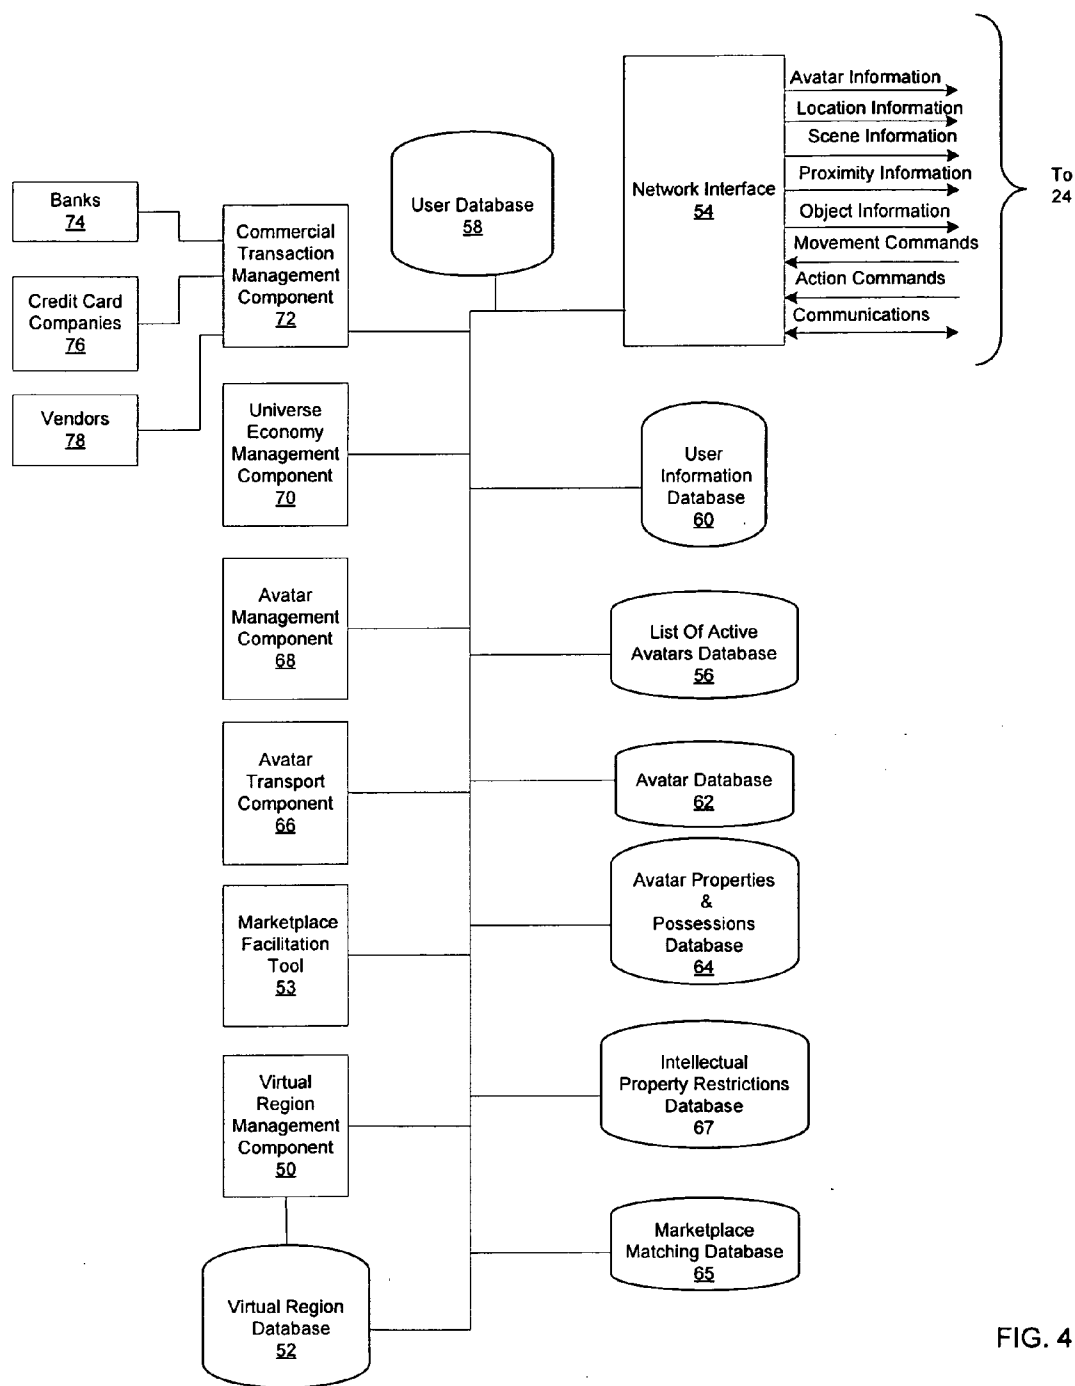 Avatar Information
Location Information
Scene Information
Proximity Information
Object Information
Movement Commands
Action Commands
Communications
To
24
Network Interface
54
User Database
58
Banks
74
Credit Card
Companies
76
Vendors
78
Commercial
Transaction
Management
Component
72
Universe
Economy
Management
Component
70
User
Information
Database
60
Avatar
Management
Component
68
List Of Active
Avatars Database
56
Avatar
Transport
Component
66
Avatar Database
62
Avatar Properties
&
Possessions
Database
64
Marketplace
Facilitation
Tool
53
Intellectual
Property Restrictions
Database
67
Virtual
Region
Management
Component
50
Marketplace
Matching Database
65
Virtual Region
Database
52
FIG. 4